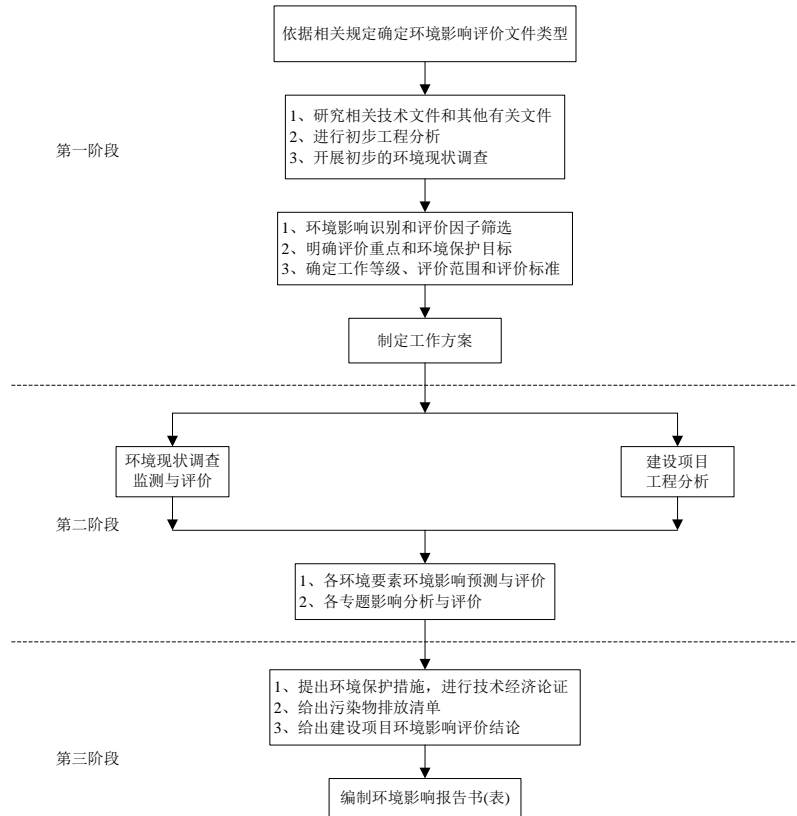 依据相关规定确定环境影响评价文件类型
第一阶段
1、研究相关技术文件和其他有关文件
2、进行初步工程分析
3、开展初步的环境现状调查
1、环境影响识别和评价因子筛选
2、明确评价重点和环境保护目标
3、确定工作等级、评价范围和评价标准
制定工作方案
环境现状调查
监测与评价
建设项目
工程分析
第二阶段
1、各环境要素环境影响预测与评价
2、各专题影响分析与评价
1、提出环境保护措施，进行技术经济论证
2、给出污染物排放清单
3、给出建设项目环境影响评价结论
第三阶段
编制环境影响报告书(表)